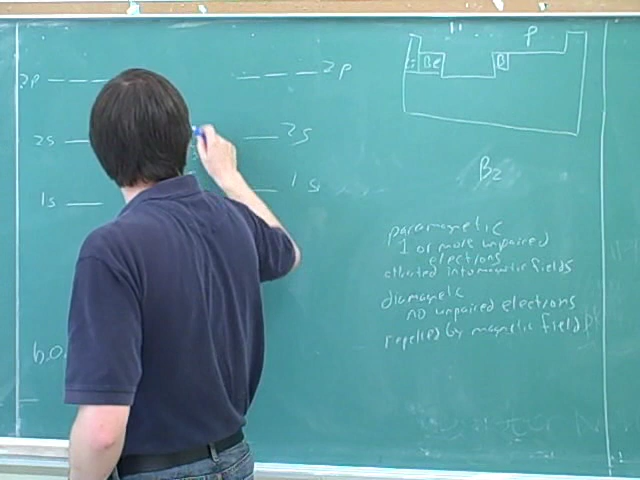 p
2p 2p
Be B
2s 2s
B2
1s 1s
paramagnetic
1 or more unpaired
electrons
attracted into magnetic fields
diamagnetic
no unpaired electrons
repelled by magnetic field
b.o.